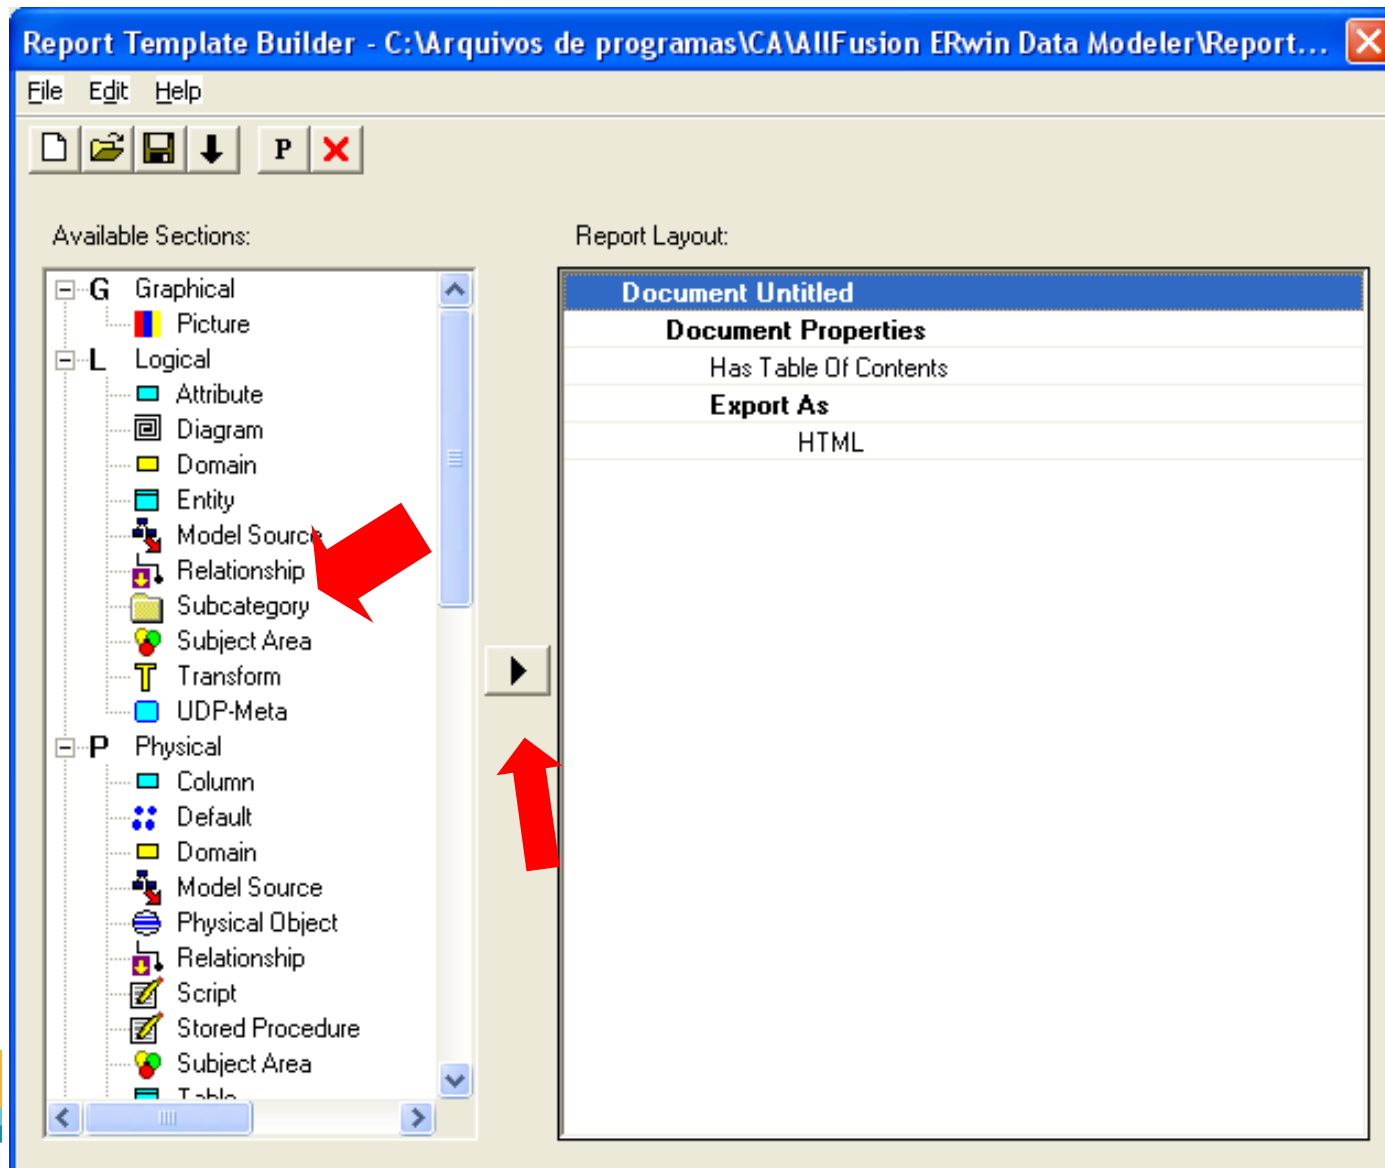 Report Template Builder - C:\Arquivos de programas\CA\AllFusion ERwin Data Modeler\Report...
File Edit Help
P
Available Sections:
G Graphical
Picture
L Logical
Attribute
Diagram
Domain
Entity
Model Source
Relationship
Subcategory
Subject Area
T Transform
UDP-Meta
P Physical
Column
Default
Domain
Model Source
Physical Object
Relationship
Script
Stored Procedure
Subject Area
Table
Report Layout:
Document Untitled
Document Properties
Has Table Of Contents
Export As
HTML